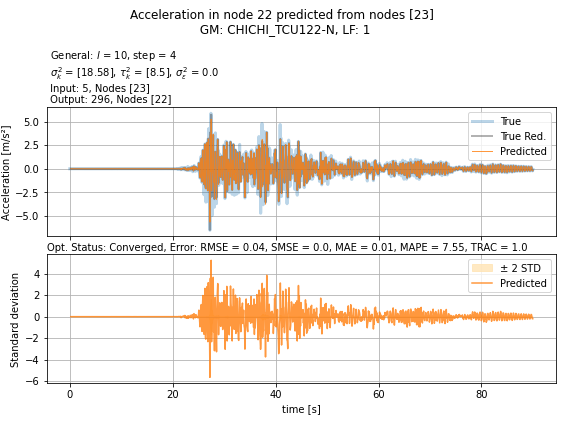 Acceleration in node 22 predicted from nodes [23]
GM: CHICHI_TCU122-N, LF: 1
General: l = 10, step = 4
σ²ₖ = [18.58], τ²ₖ = [8.5], σ²ε = 0.0
Input: 5, Nodes [23]
Output: 296, Nodes [22]
Acceleration [m/s²]
5.0
2.5
0.0
−2.5
−5.0
True
True Red.
Predicted
Opt. Status: Converged, Error: RMSE = 0.04, SMSE = 0.0, MAE = 0.01, MAPE = 7.55, TRAC = 1.0
Standard deviation
4
2
0
−2
−4
−6
± 2 STD
Predicted
0
20
40
60
80
time [s]